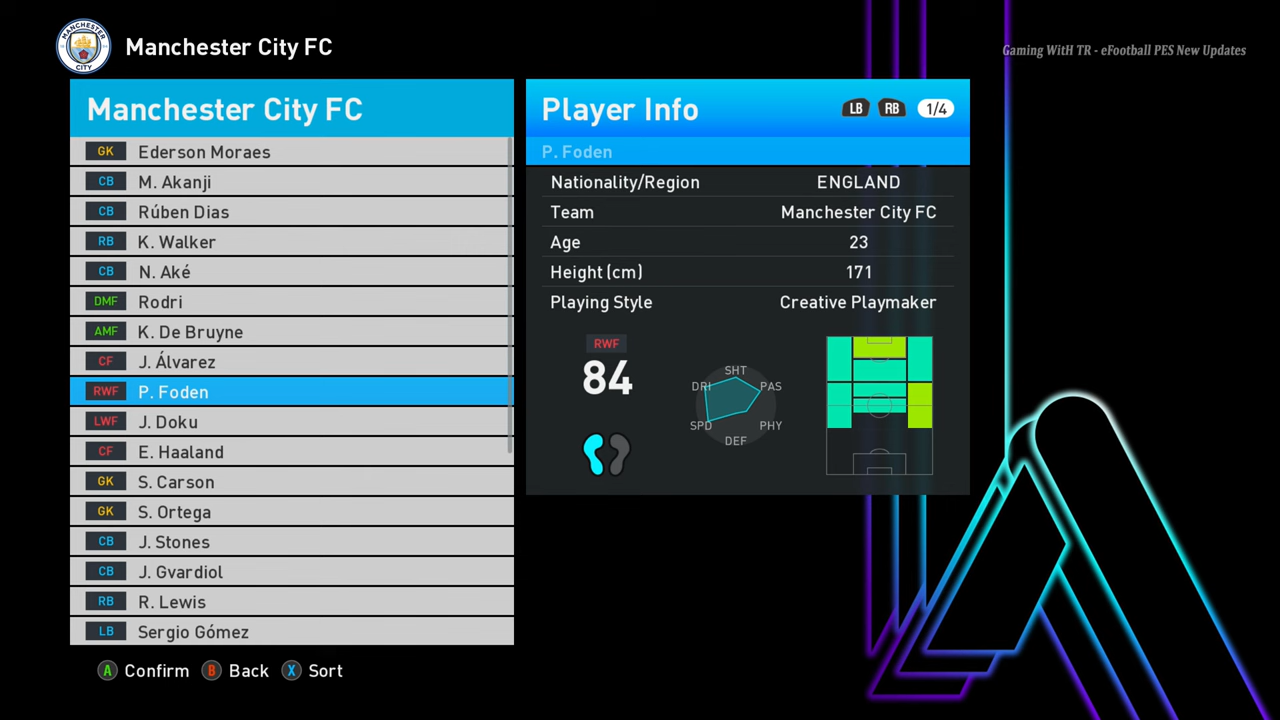 MANCHESTER
CITY
Manchester City FC
Gaming WitH TR - eFootball PES New Updates
Manchester City FC
GK Ederson Moraes
CB M. Akanji
CB Rúben Dias
RB K. Walker
CB N. Aké
DMF Rodri
AMF K. De Bruyne
CF J. Álvarez
RWF P. Foden
LWF J. Doku
CF E. Haaland
GK S. Carson
GK S. Ortega
CB J. Stones
CB J. Gvardiol
RB R. Lewis
LB Sergio Gómez
Player Info LB RB 1/4
P. Foden
Nationality/Region ENGLAND
Team Manchester City FC
Age 23
Height (cm) 171
Playing Style Creative Playmaker
RWF
84
SHT
DRI PAS
SPD PHY
DEF
A Confirm B Back X Sort